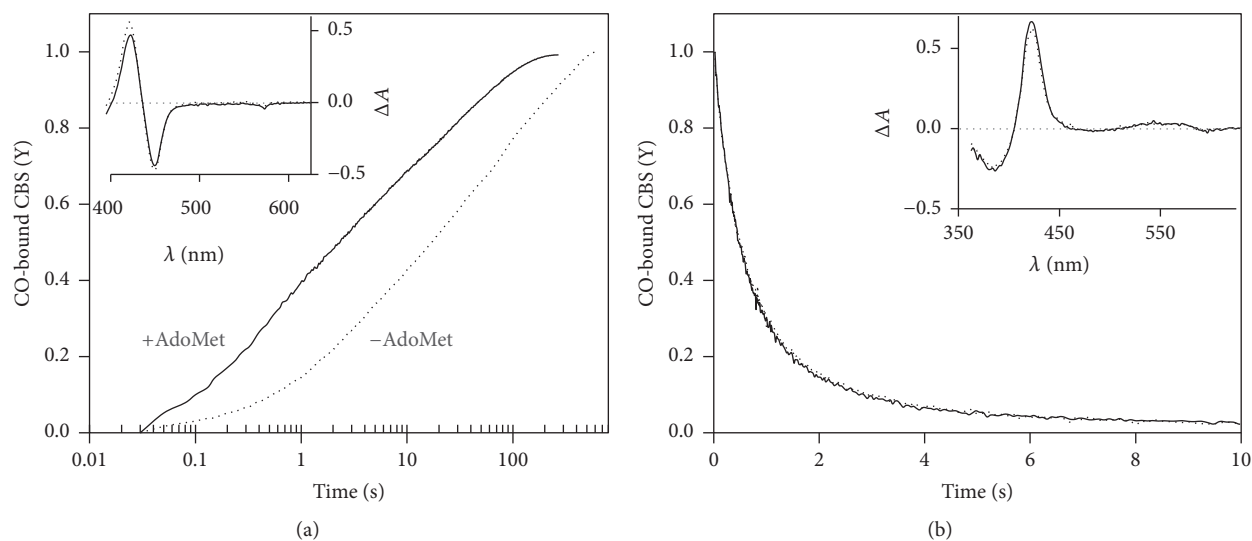 CO-bound CBS (Y)
1.0
0.8
0.6
0.4
0.2
0.0
0.01
0.1
1
10
100
Time (s)
+AdoMet
−AdoMet
0.5
0.0
−0.5
ΔA
400
500
600
λ (nm)
(a)
CO-bound CBS (Y)
1.0
0.8
0.6
0.4
0.2
0.0
0
2
4
6
8
10
Time (s)
ΔA
0.5
0.0
−0.5
350
450
550
λ (nm)
(b)